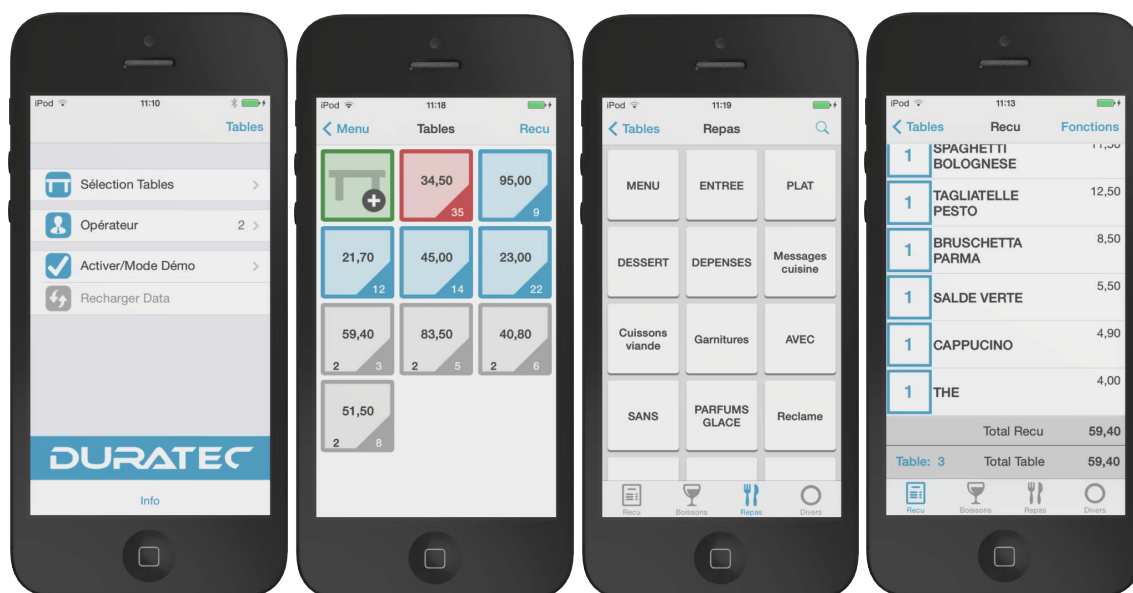 iPod 11:10
Tables
Sélection Tables
Opérateur 2
Activer/Mode Démo
Recharger Data
DURATEC
Info
iPod 11:18
Menu Tables Recu
34,50 95,00
35 9
21,70 45,00 23,00
12 14 22
59,40 83,50 40,80
2 3 2 5 2 6
51,50
2 8
iPod 11:19
Tables Repas
MENU ENTREE PLAT
DESSERT DEPENSES Messages
cuisine
Cuissons
viande Garnitures AVEC
SANS PARFUMS
GLACE Reclame
Recu Boissons Repas Divers
iPod 11:13
Tables Recu Fonctions
1 SPAGHETTI
BOLOGNESE
1 TAGLIATELLE
PESTO 12,50
1 BRUSCHETTA
PARMA 8,50
1 SALDE VERTE 5,50
1 CAPPUCINO 4,90
1 THE 4,00
Total Recu 59,40
Table: 3 Total Table 59,40
Recu Boissons Repas Divers